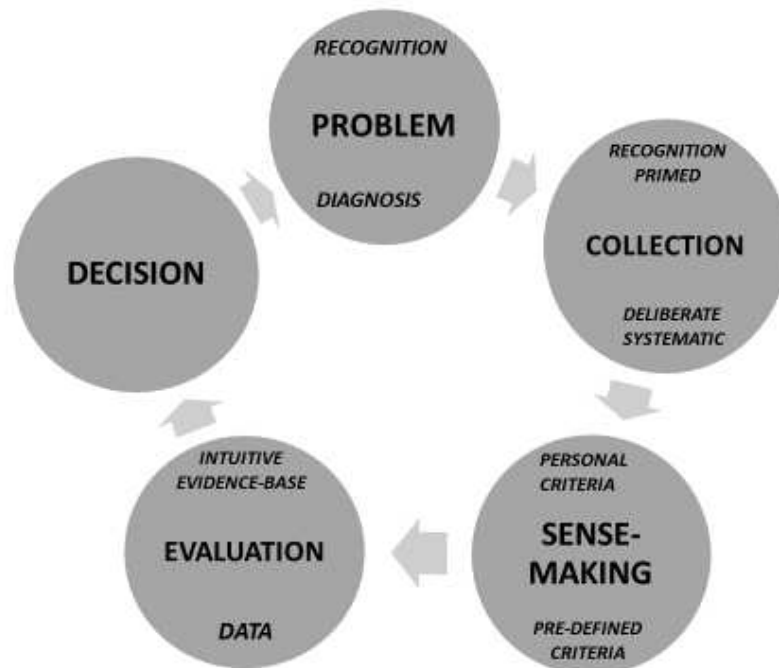 RECOGNITION
PROBLEM
DIAGNOSIS
RECOGNITION
PRIMED
COLLECTION
DELIBERATE
SYSTEMATIC
PERSONAL
CRITERIA
SENSE-
MAKING
PRE-DEFINED
CRITERIA
INTUITIVE
EVIDENCE-BASE
EVALUATION
DATA
DECISION